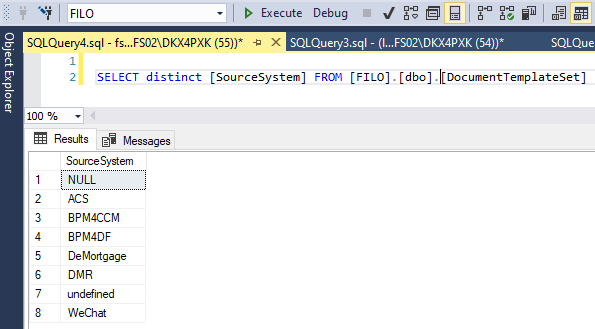 FILO
Execute
Debug
Object Explorer
SQLQuery4.sql - fs...FS02\DKX4PXK (55))*
SQLQuery3.sql - (l...FS02\DKX4PXK (54))*
SQLQue
1
2 SELECT distinct [SourceSystem] FROM [FILO].[dbo].[DocumentTemplateSet]
100 %
Results
Messages
SourceSystem
1 NULL
2 ACS
3 BPM4CCM
4 BPM4DF
5 DeMortgage
6 DMR
7 undefined
8 WeChat